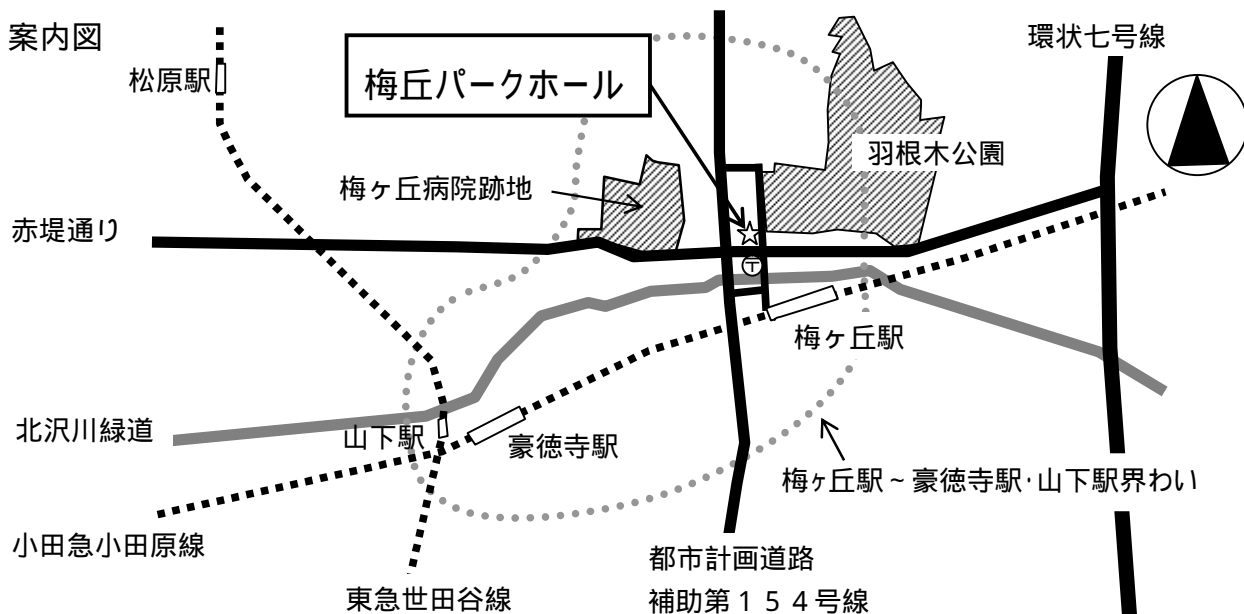 案内図
環状七号線
松原駅
梅丘パークホール
羽根木公園
梅ヶ丘病院跡地
赤堤通り
〒
梅ヶ丘駅
北沢川緑道
山下駅
豪徳寺駅
梅ヶ丘駅~豪徳寺駅・山下駅界わい
小田急小田原線
都市計画道路
補助第154号線
東急世田谷線